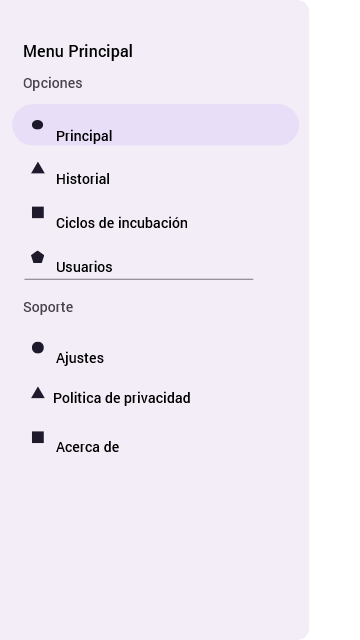 Menu Principal
Opciones
Principal
Historial
Ciclos de incubación
Usuarios
Soporte
Ajustes
Politica de privacidad
Acerca de